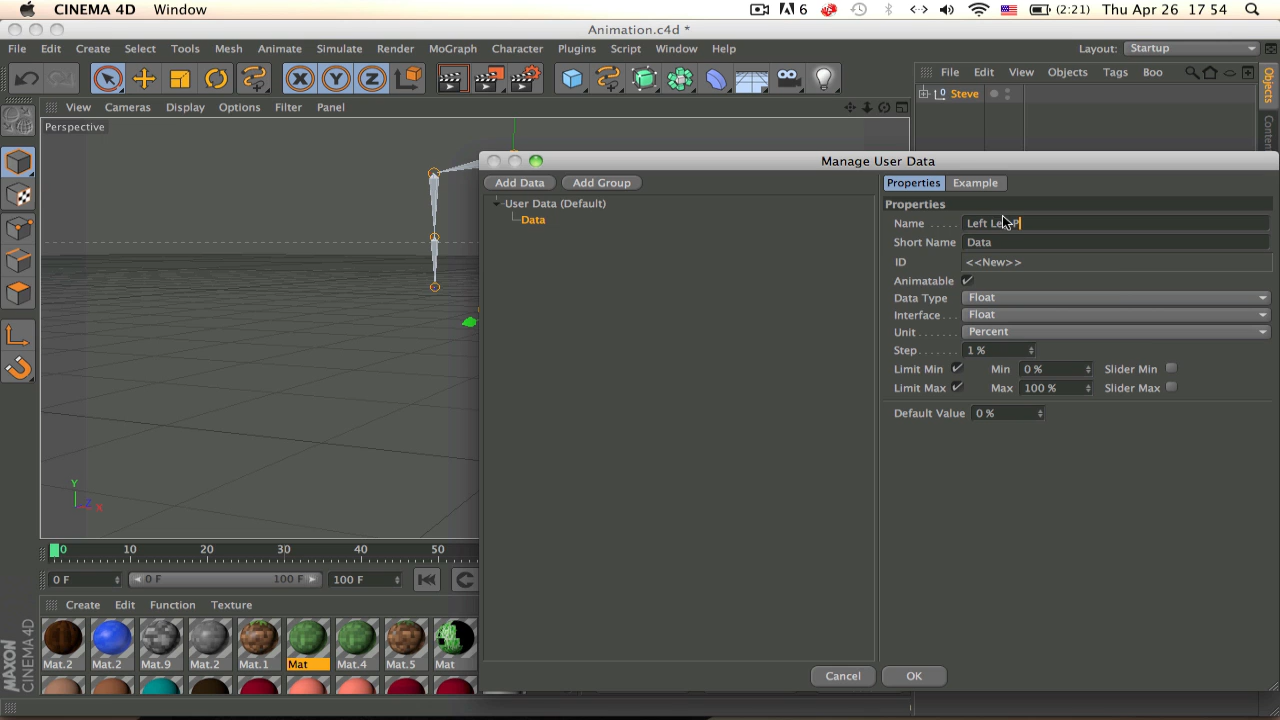 CINEMA 4D Window
6 (2:21) Thu Apr 26 17 54
Animation.c4d *
File Edit Create Select Tools Mesh Animate Simulate Render MoGraph Character Plugins Script Window Help
Layout: Startup
File Edit View Objects Tags Boo
Steve
Objects
View Cameras Display Options Filter Panel
Perspective
Manage User Data
Add Data Add Group
User Data (Default)
Data
Properties Example
Properties
Name Left
Short Name Data
ID <<New>>
Animatable
Data Type Float
Interface Float
Unit Percent
Step 1 %
Limit Min Min 0 % Slider Min
Limit Max Max 100 % Slider Max
Default Value 0 %
Y
Z X
0 10 20 30 40 50
0 F 0 F 100 F 100 F
Create Edit Function Texture
Mat.2 Mat.2 Mat.9 Mat.2 Mat.1 Mat Mat.4 Mat.5 Mat
MAXON CINEMA 4D
Cancel OK